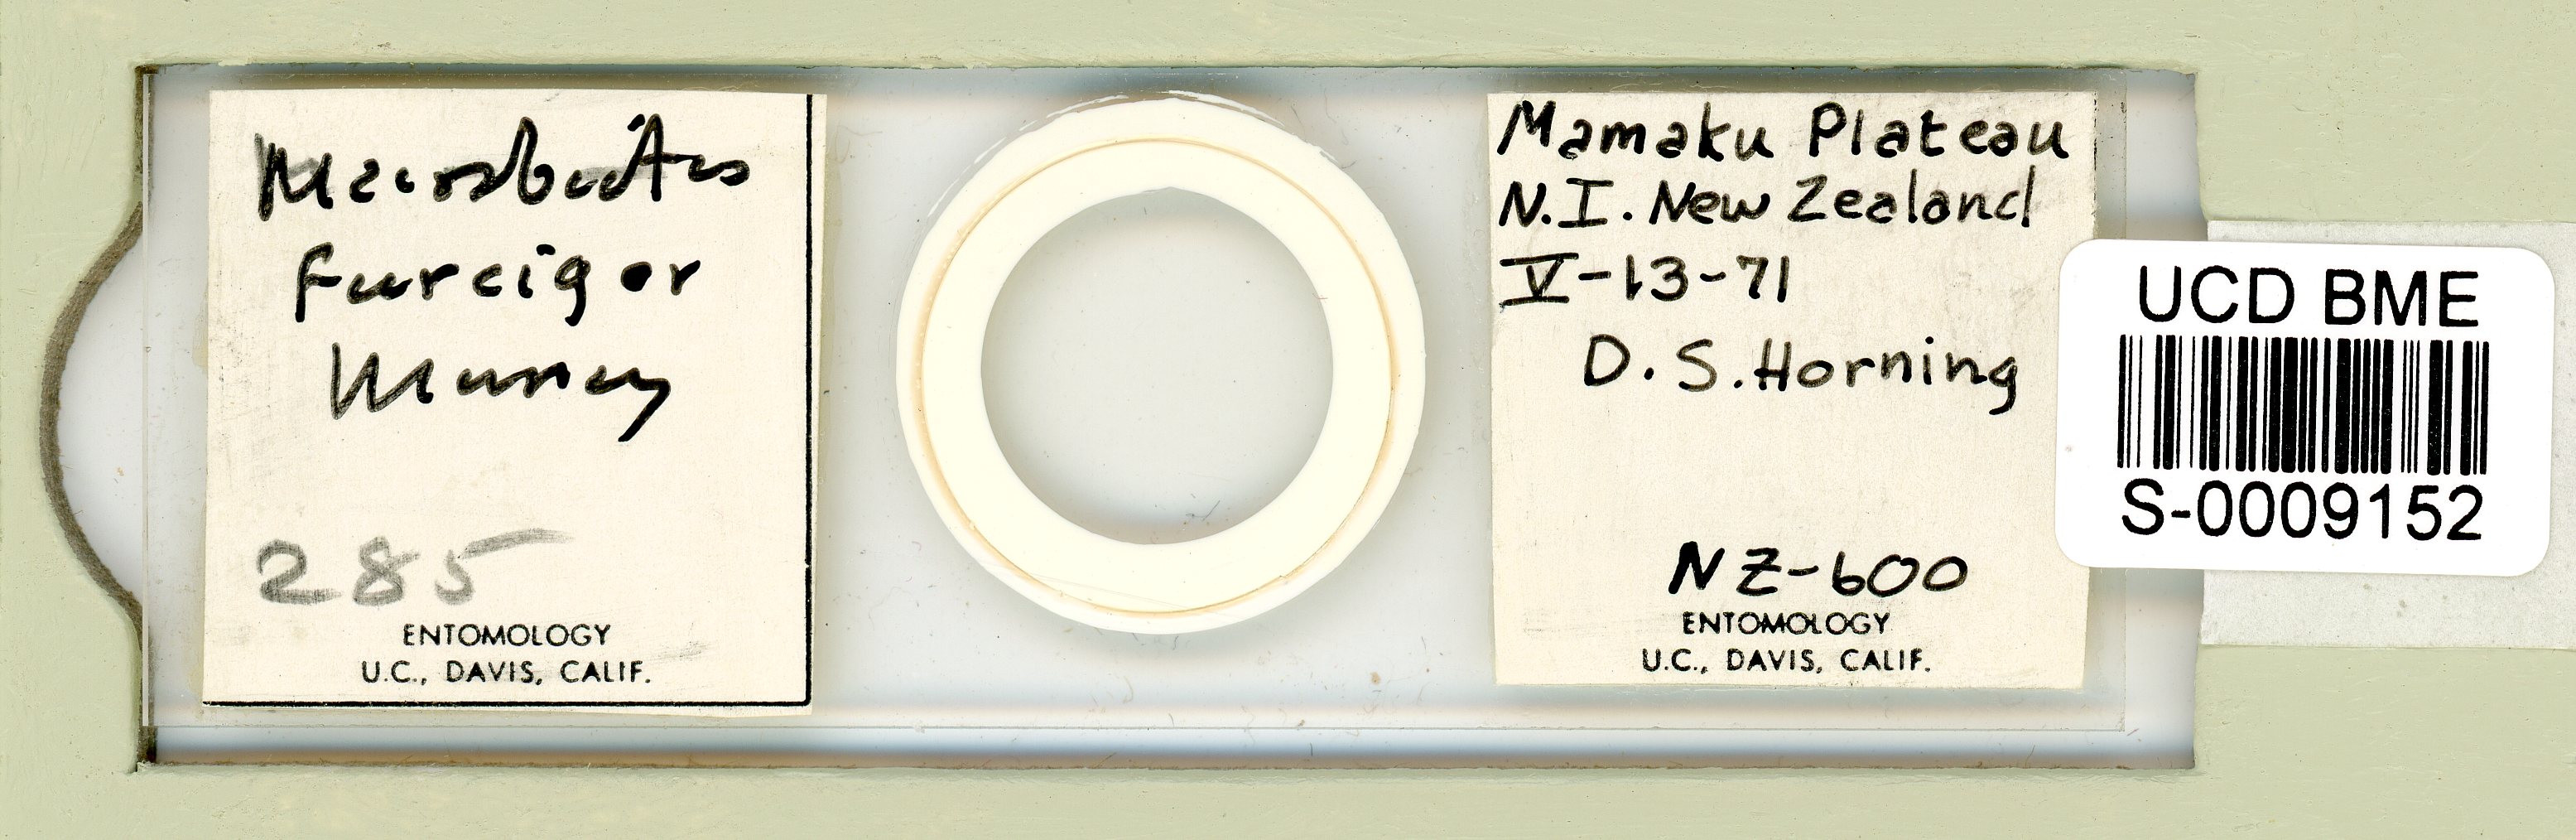 Macrobiotus
furciger
Murray
285
ENTOMOLOGY
U.C., DAVIS, CALIF.
Mamaku Plateau
N.I. New Zealand
V-13-71
D. S. Horning
NZ-600
ENTOMOLOGY
U.C., DAVIS, CALIF.
UCD BME
S-0009152